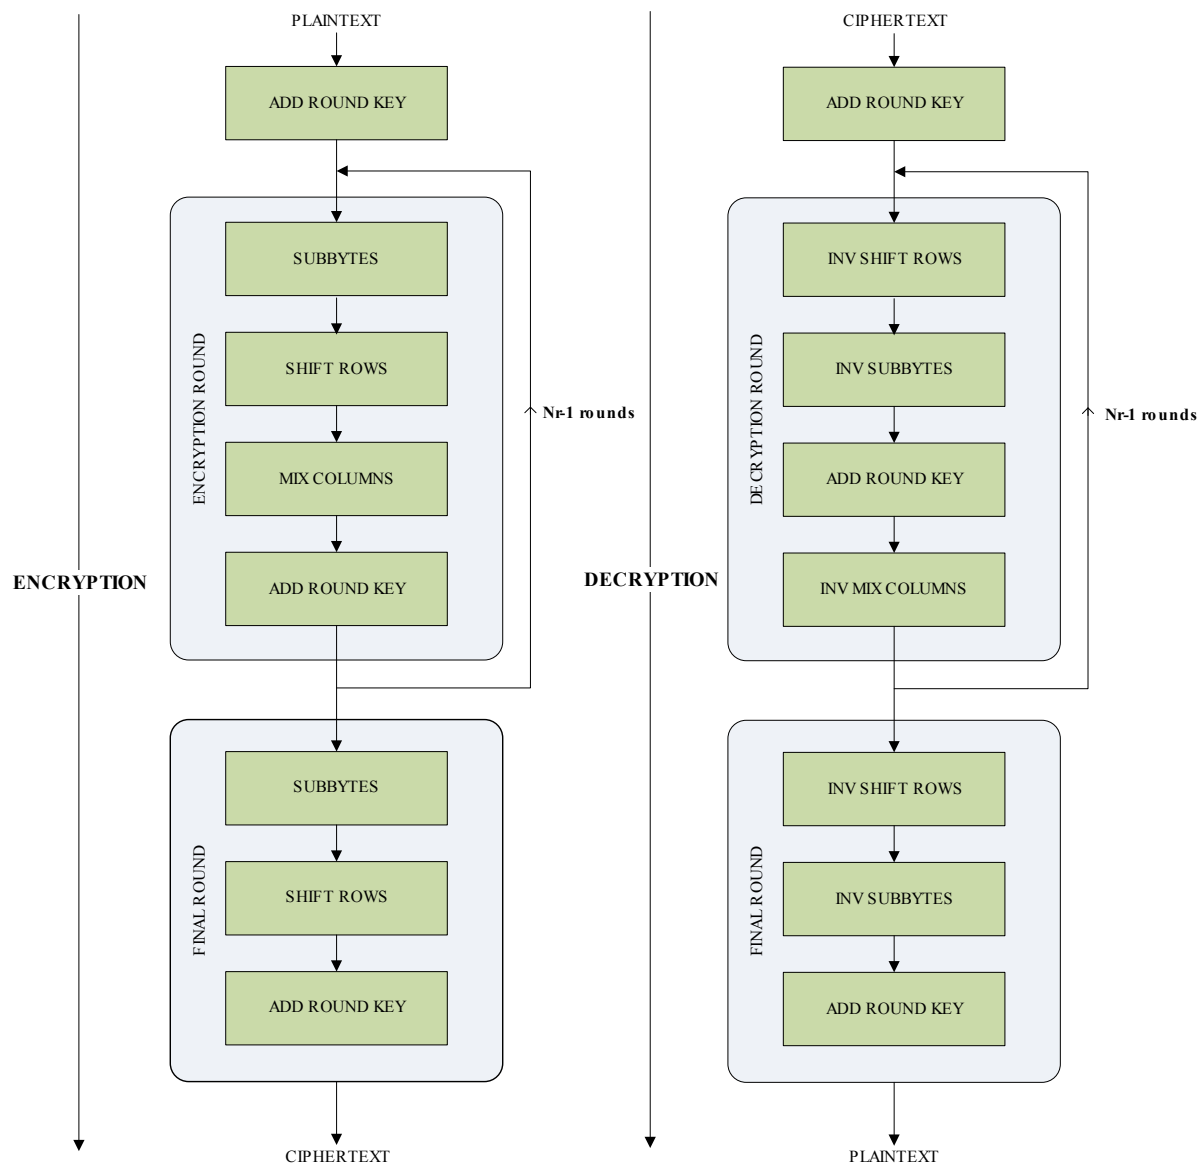 PLAINTEXT
ADD ROUND KEY
SUBBYTES
SHIFT ROWS
MIX COLUMNS
ADD ROUND KEY
ENCRYPTION ROUND
Nr-1 rounds
ENCRYPTION
SUBBYTES
SHIFT ROWS
ADD ROUND KEY
FINAL ROUND
CIPHERTEXT
CIPHERTEXT
ADD ROUND KEY
INV SHIFT ROWS
INV SUBBYTES
ADD ROUND KEY
INV MIX COLUMNS
DECRYPTION ROUND
Nr-1 rounds
DECRYPTION
INV SHIFT ROWS
INV SUBBYTES
ADD ROUND KEY
FINAL ROUND
PLAINTEXT